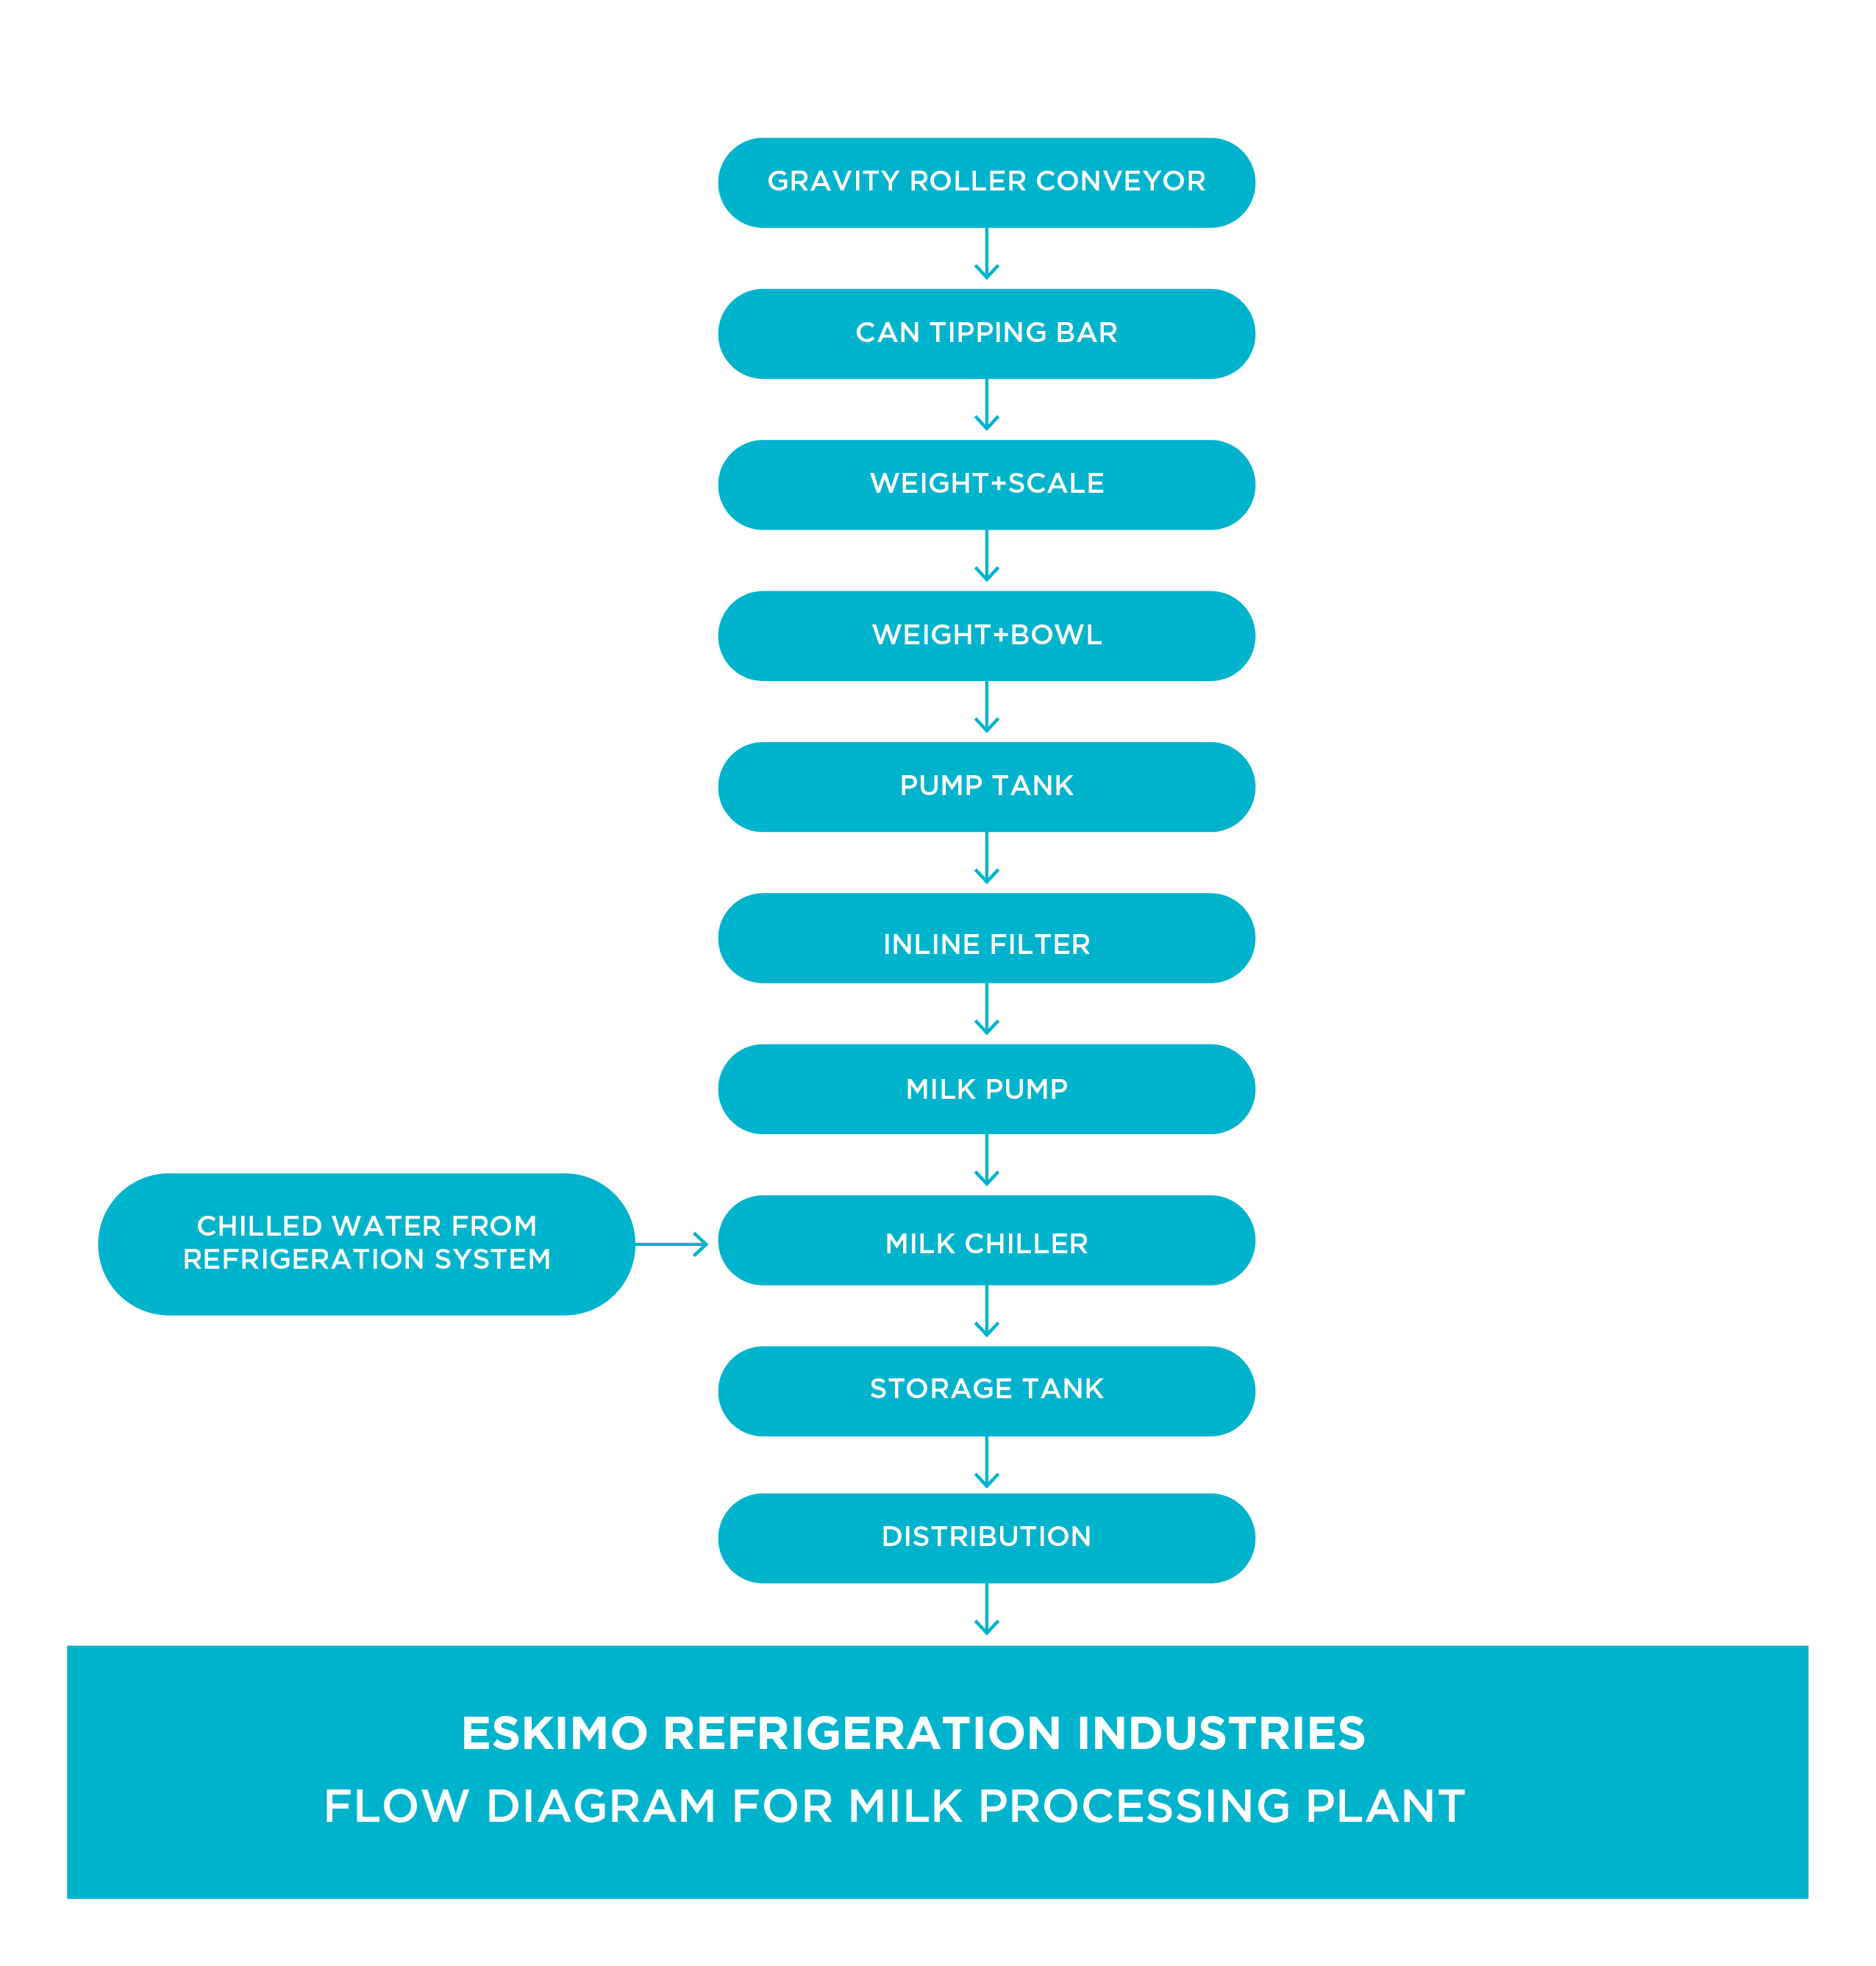 GRAVITY ROLLER CONVEYOR
CAN TIPPING BAR
WEIGHT+SCALE
WEIGHT+BOWL
PUMP TANK
INLINE FILTER
MILK PUMP
CHILLED WATER FROM
REFRIGERATION SYSTEM
MILK CHILLER
STORAGE TANK
DISTRIBUTION
ESKIMO REFRIGERATION INDUSTRIES
FLOW DIAGRAM FOR MILK PROCESSING PLANT